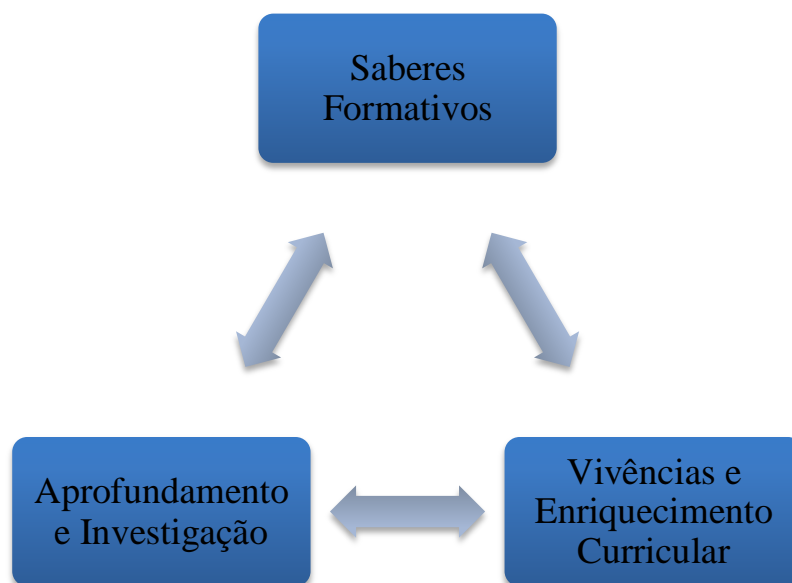 Saberes
Formativos
Aprofundamento
e Investigação
Vivências e
Enriquecimento
Curricular